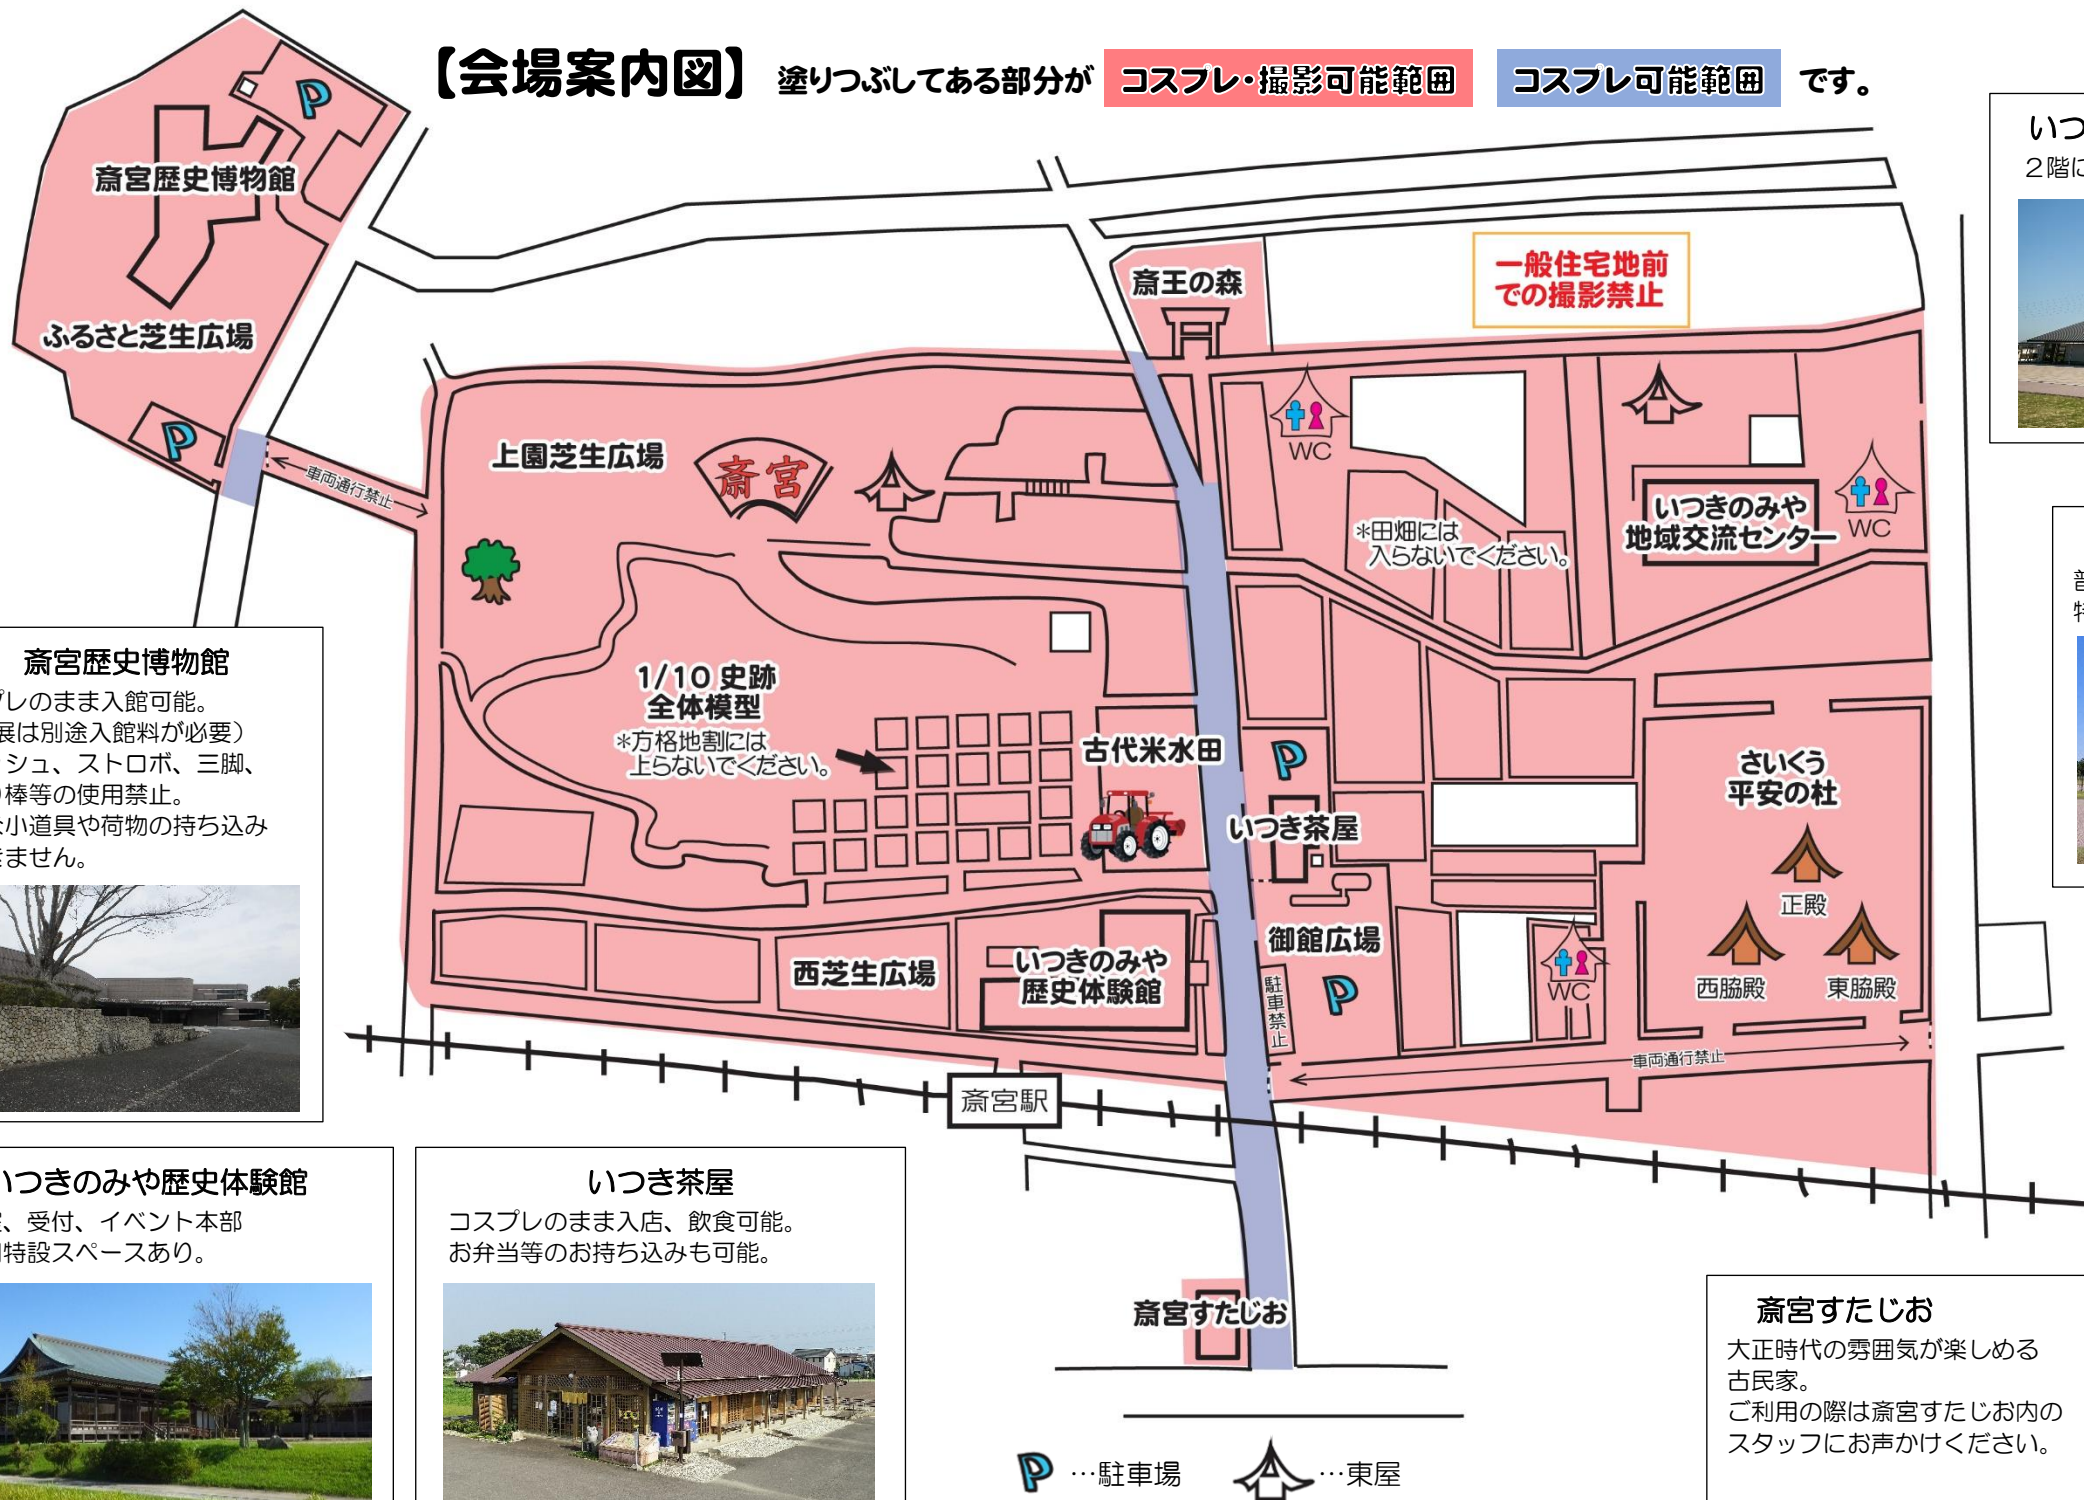 【会場案内図】 塗りつぶしてある部分が コスプレ・撮影可能範囲 コスプレ可能範囲 です。
P
斎宮歴史博物館
ふるさと芝生広場
P
車両通行禁止
斎王の森
一般住宅地前
での撮影禁止
いつ
2階に
上園芝生広場
斎宮
WC
*田畑には
入らないでください。
いつきのみや
地域交流センター
WC
1/10 史跡
全体模型
*方格地割には
上らないでください。
古代米水田
P
いつき茶屋
さいくう
平安の杜
正殿
西脇殿
東脇殿
御館広場
P
駐車禁止
WC
西芝生広場
いつきのみや
歴史体験館
車両通行禁止
斎宮駅
斎宮すたじお
斎宮歴史博物館
プレのまま入館可能。
展は別途入館料が必要）
ッシュ、ストロボ、三脚、
り棒等の使用禁止。
な小道具や荷物の持ち込み
きません。
いつきのみや歴史体験館
、受付、イベント本部
特設スペースあり。
いつき茶屋
コスプレのまま入店、飲食可能。
お弁当等のお持ち込みも可能。
斎宮すたじお
大正時代の雰囲気が楽しめる
古民家。
ご利用の際は斎宮すたじお内の
スタッフにお声かけください。
P …駐車場
…東屋